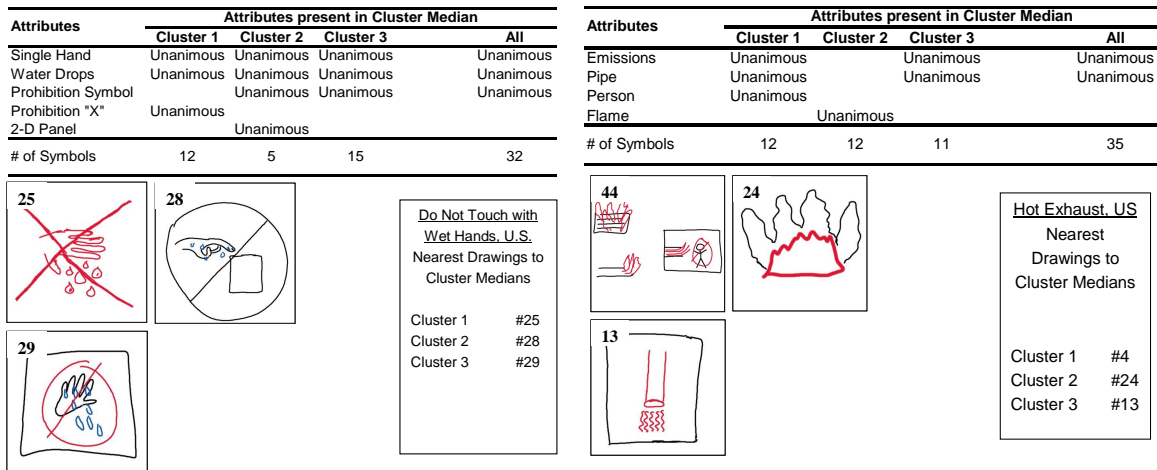 Attributes
Attributes present in Cluster Median
Cluster 1 Cluster 2 Cluster 3 All
Single Hand Unanimous Unanimous Unanimous Unanimous
Water Drops Unanimous Unanimous Unanimous Unanimous
Prohibition Symbol Unanimous Unanimous Unanimous
Prohibition "X" Unanimous
2-D Panel Unanimous
# of Symbols 12 5 15 32
25
28
29
Do Not Touch with
Wet Hands, U.S.
Nearest Drawings to
Cluster Medians
Cluster 1 #25
Cluster 2 #28
Cluster 3 #29
Attributes
Attributes present in Cluster Median
Cluster 1 Cluster 2 Cluster 3 All
Emissions Unanimous Unanimous Unanimous
Pipe Unanimous Unanimous Unanimous
Person Unanimous
Flame Unanimous
# of Symbols 12 12 11 35
44
24
13
Hot Exhaust, US
Nearest
Drawings to
Cluster Medians
Cluster 1 #4
Cluster 2 #24
Cluster 3 #13